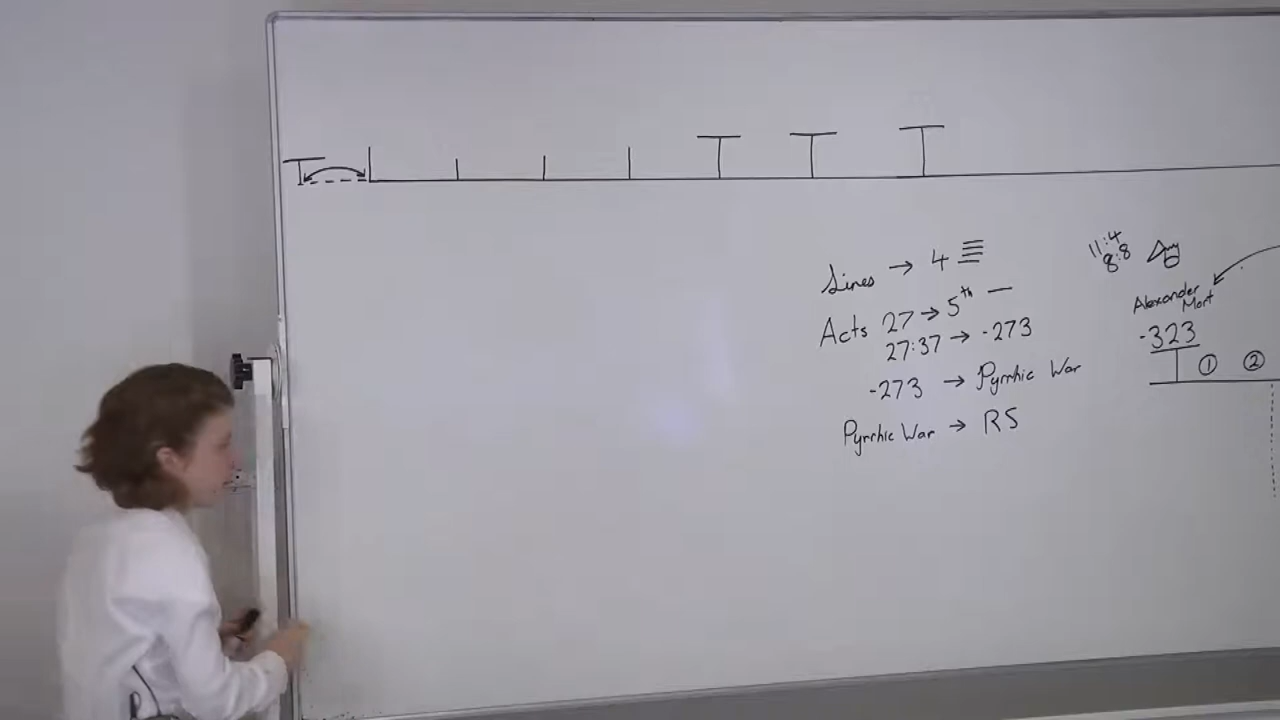 Lines → 4
Acts 27 → 5th —
27:37 → -273
-273 → Pyrrhic War
Pyrrhic War → RS
11:4
8:8
Alexander
Mort
-323
① ②